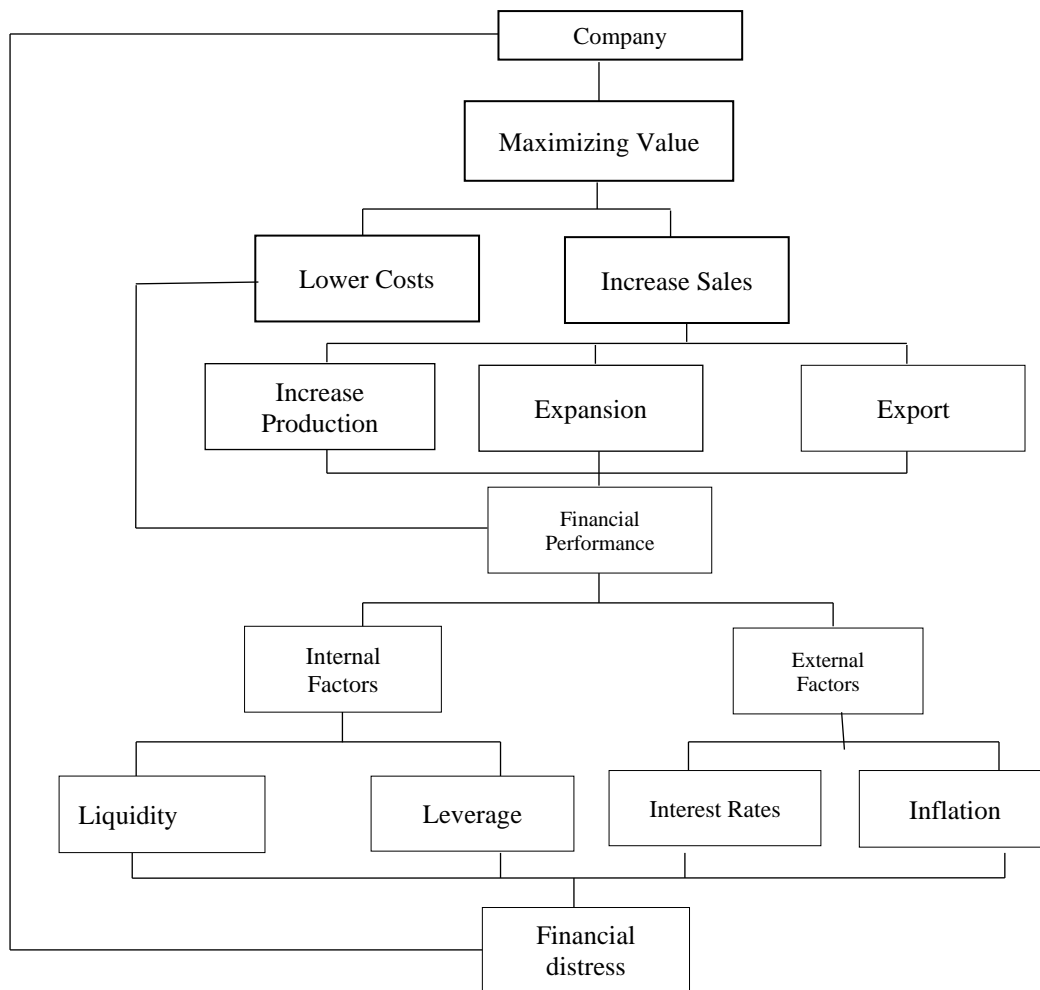 Company
Maximizing Value
Lower Costs
Increase Sales
Increase
Production
Expansion
Export
Financial
Performance
Internal
Factors
External
Factors
Liquidity
Leverage
Interest Rates
Inflation
Financial
distress